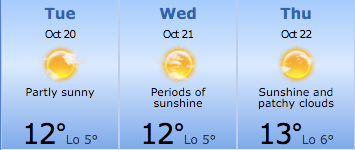 Tue
Oct 20
Partly sunny
12° Lo 5°
Wed
Oct 21
Periods of
sunshine
12° Lo 5°
Thu
Oct 22
Sunshine and
patchy clouds
13° Lo 6°